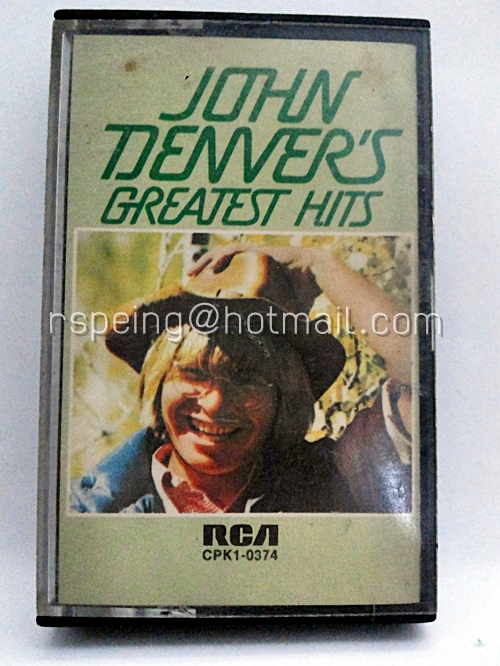 JOHN
DENVER'S
GREATEST HITS
rspeing@hotmail.com
RCA
CPK1-0374